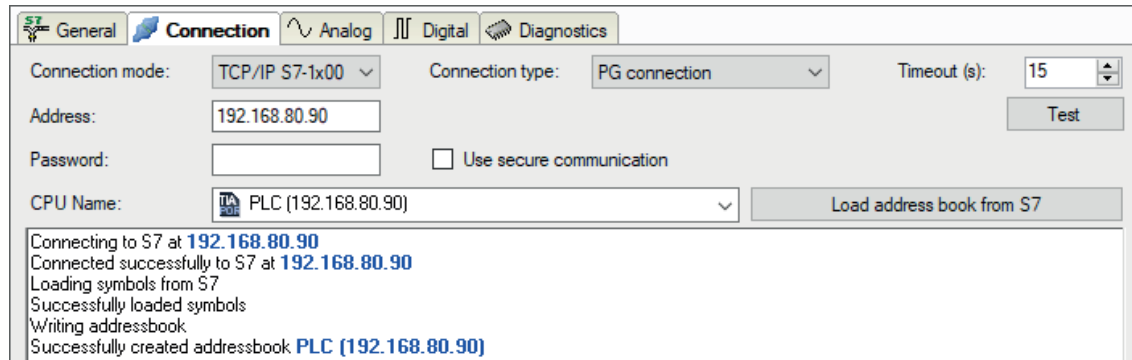 General Connection Analog Digital Diagnostics
Connection mode: TCP/IP S7-1x00 Connection type: PG connection Timeout (s): 15
Address: 192.168.80.90 Test
Password: Use secure communication
CPU Name: PLC (192.168.80.90) Load address book from S7
Connecting to S7 at 192.168.80.90
Connected successfully to S7 at 192.168.80.90
Loading symbols from S7
Successfully loaded symbols
Writing addressbook
Successfully created addressbook PLC (192.168.80.90)